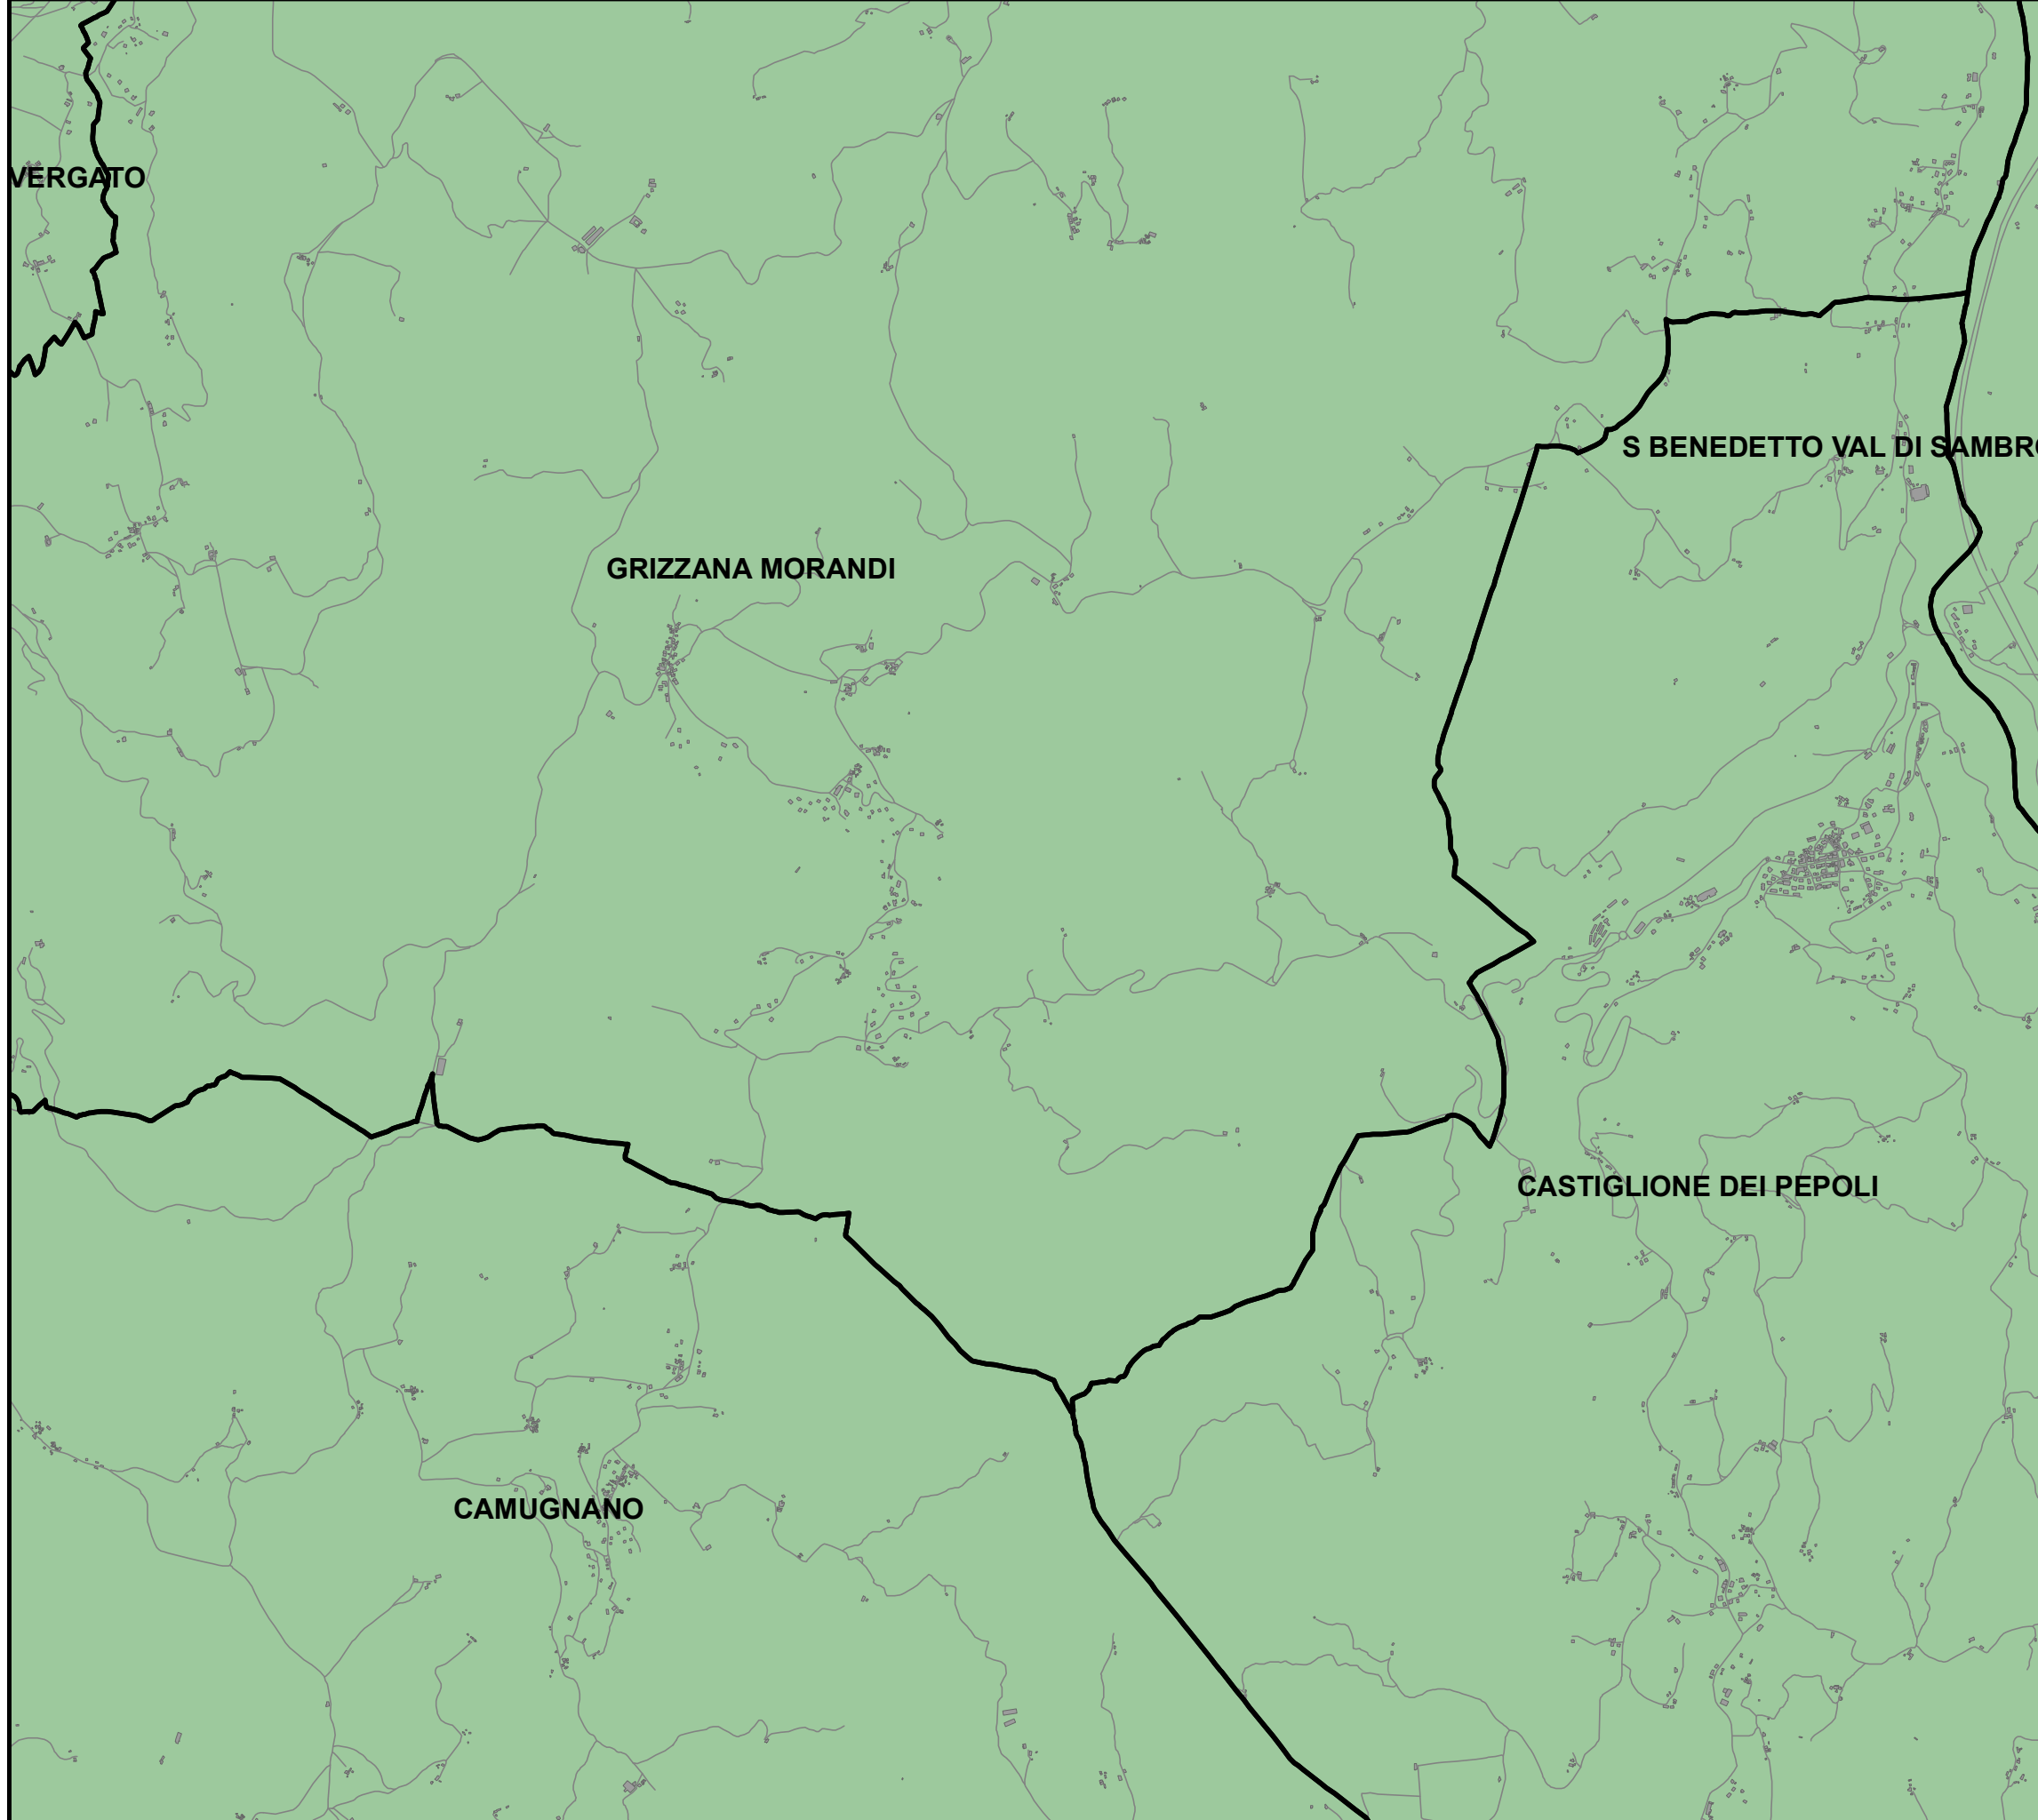 VERGATO
S BENEDETTO VAL DI SAMBRO
GRIZZANA MORANDI
CASTIGLIONE DEI PEPOLI
CAMUGNANO